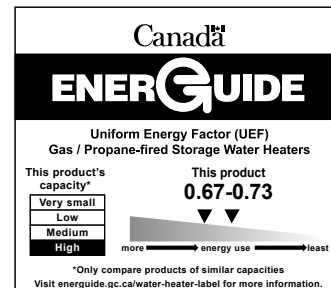 Canada
ENERGUIDE
Uniform Energy Factor (UEF)
Gas / Propane-fired Storage Water Heaters
This product's
capacity*
Very small
Low
Medium
High
This product
0.67-0.73
more energy use least
*Only compare products of similar capacities
Visit energuide.gc.ca/water-heater-label for more information.